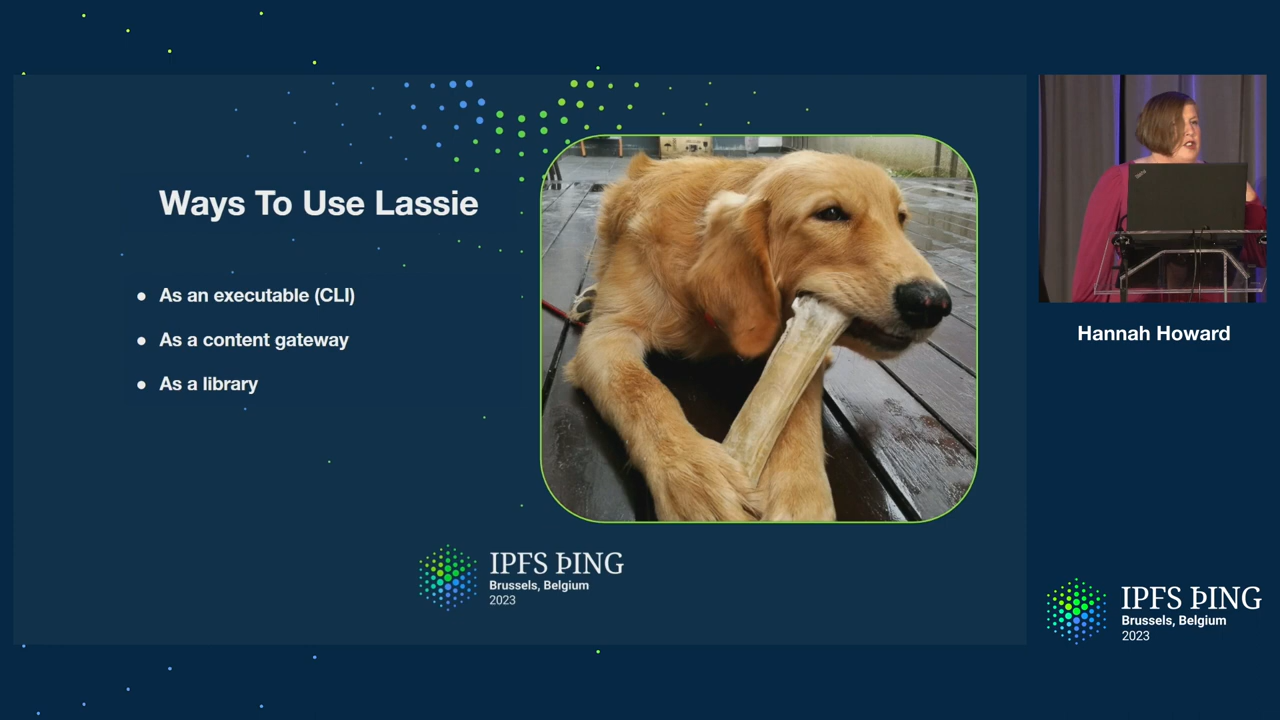 Ways To Use Lassie
● As an executable (CLI)
● As a content gateway
● As a library
IPFS ÞING
Brussels, Belgium
2023
Hannah Howard
IPFS ÞING
Brussels, Belgium
2023